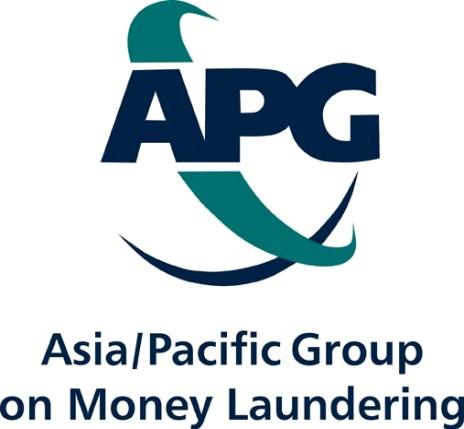 APG
Asia/Pacific Group
on Money Laundering